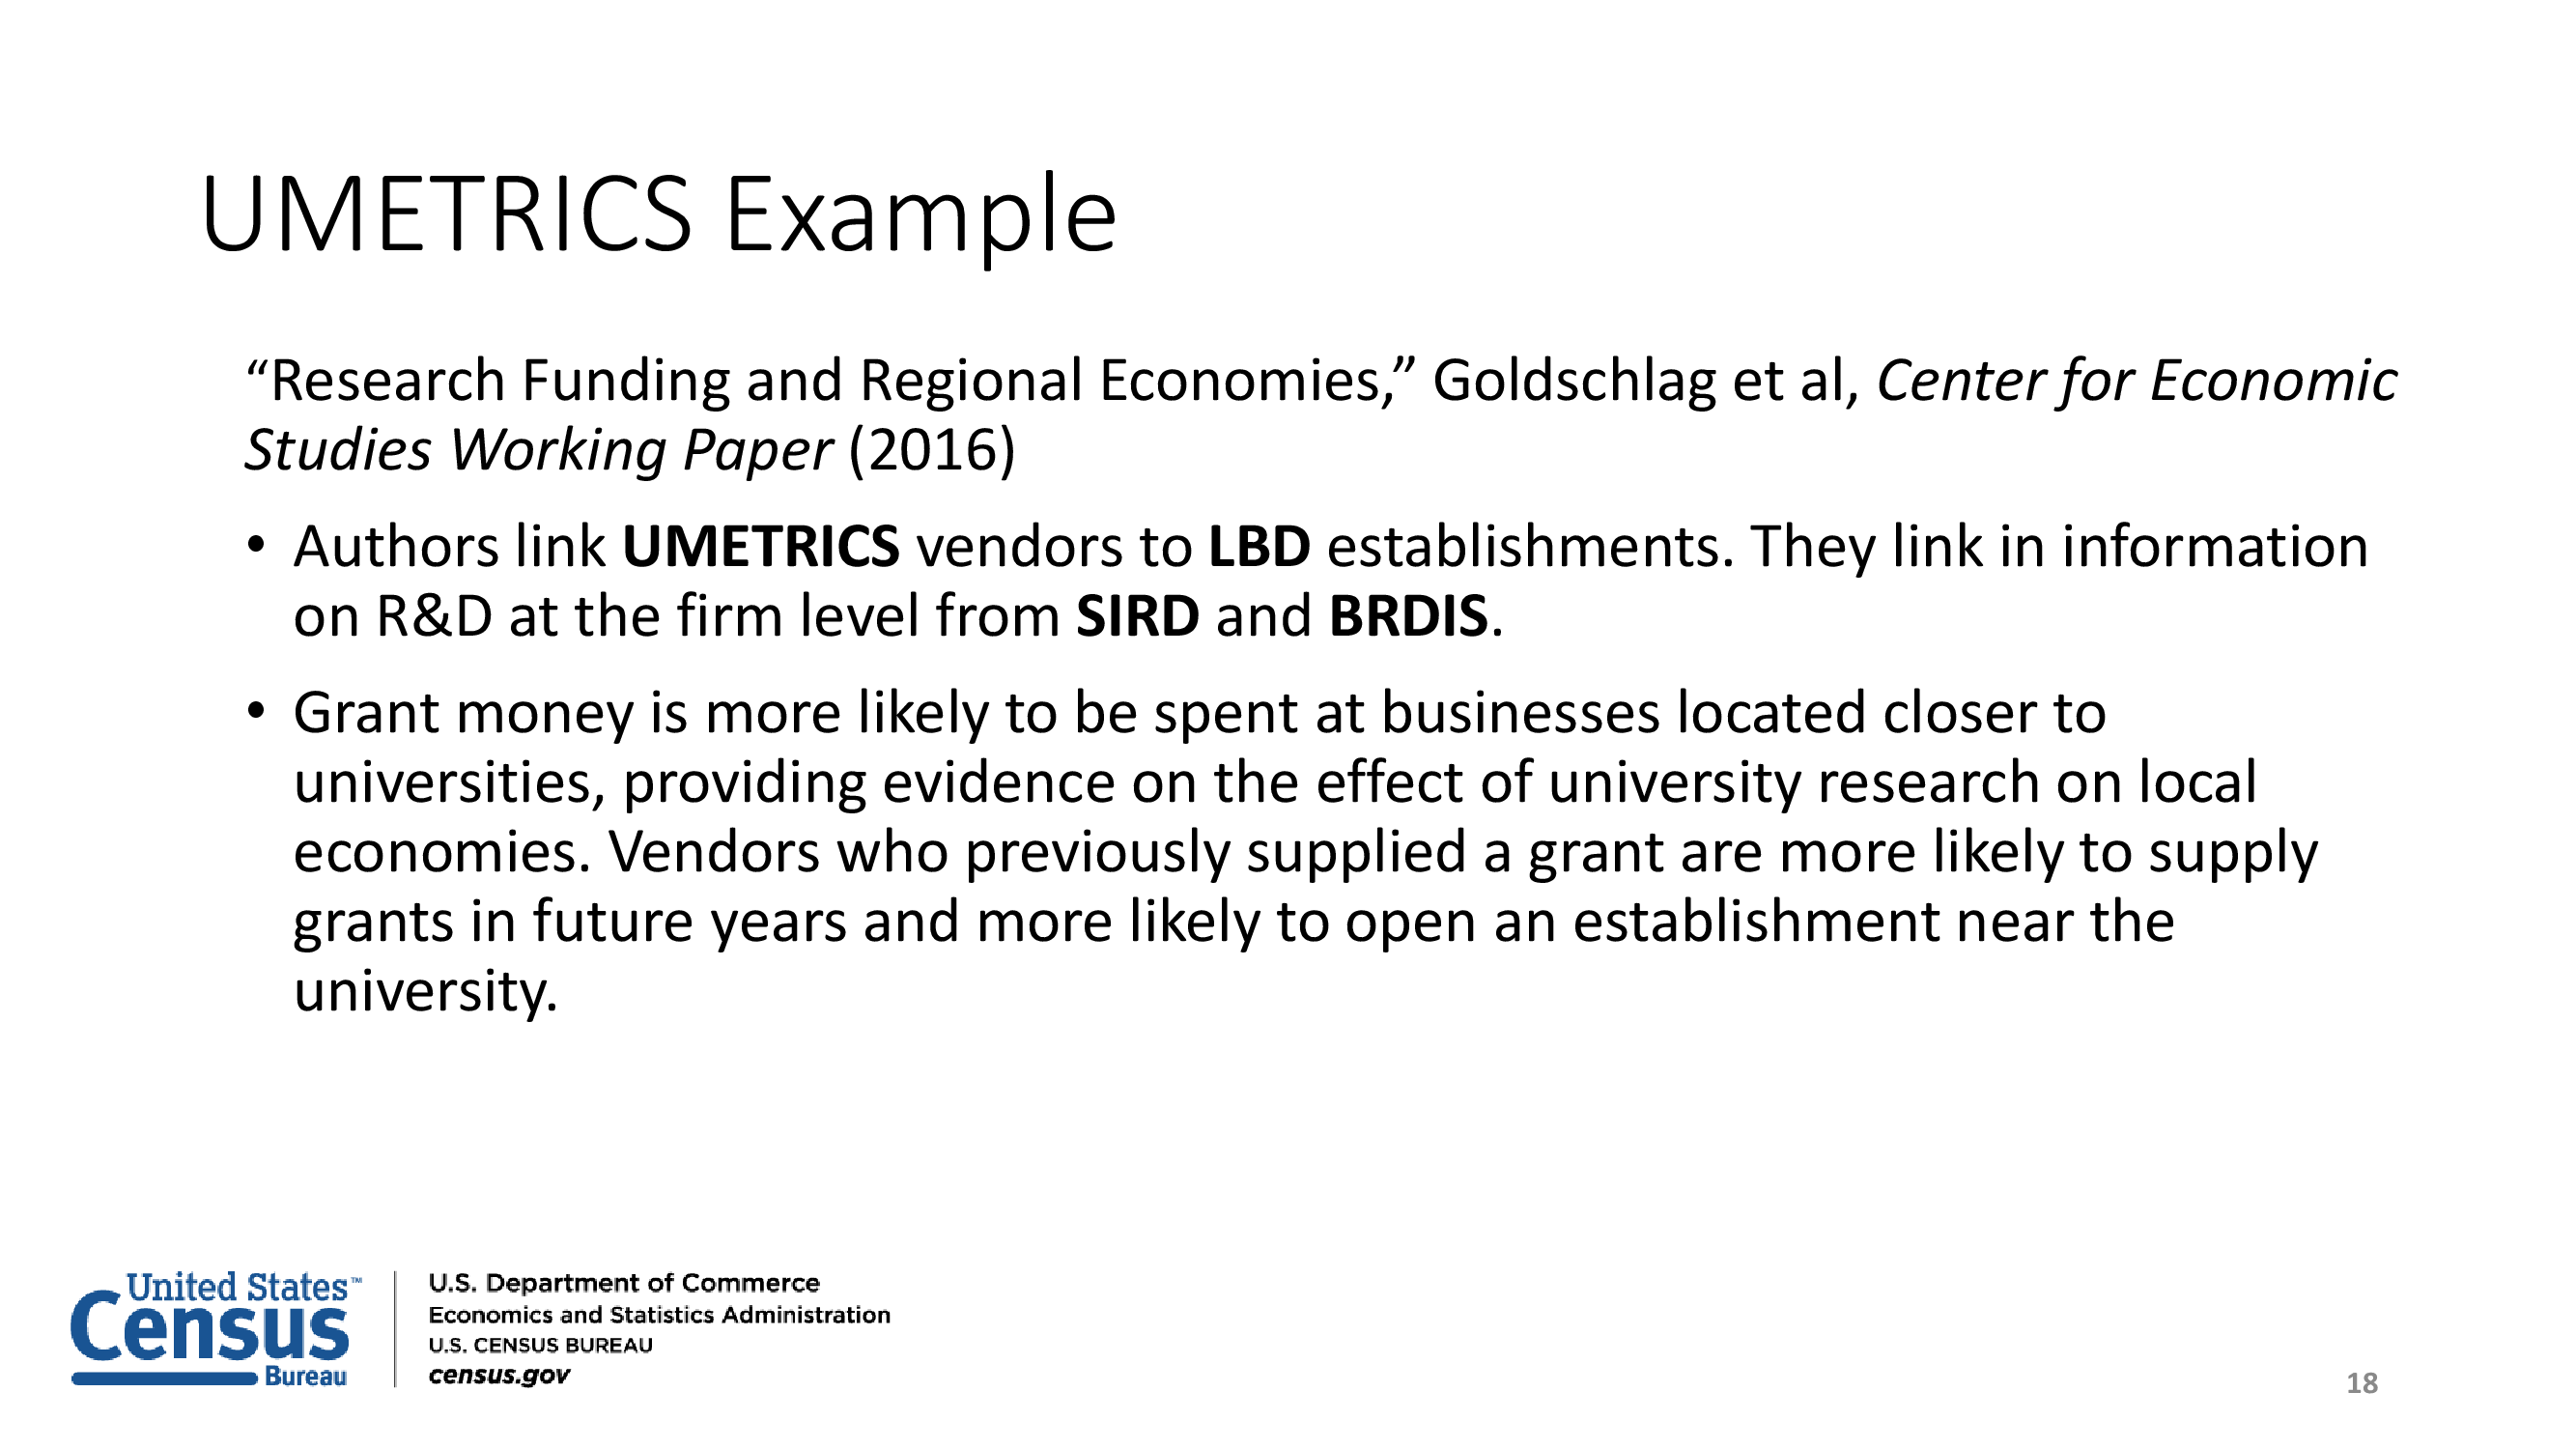 UMETRICS Example
“Research Funding and Regional Economies,” Goldschlag et al, Center for Economic
Studies Working Paper (2016)
• Authors link UMETRICS vendors to LBD establishments. They link in information
on R&D at the firm level from SIRD and BRDIS.
• Grant money is more likely to be spent at businesses located closer to
universities, providing evidence on the effect of university research on local
economies. Vendors who previously supplied a grant are more likely to supply
grants in future years and more likely to open an establishment near the
university.
United States™
Census
Bureau
U.S. Department of Commerce
Economics and Statistics Administration
U.S. CENSUS BUREAU
census.gov
18